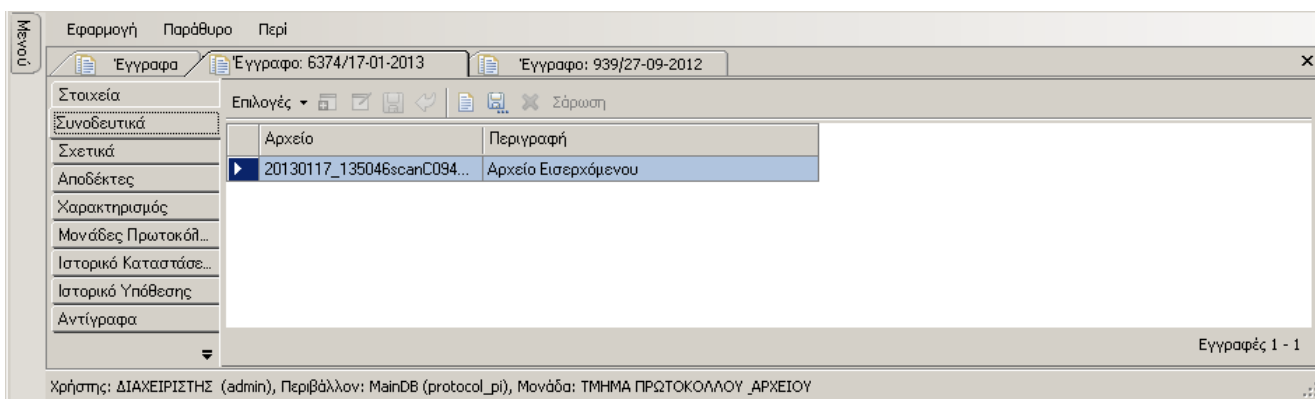 Μενού
Εφαρμογή Παράθυρο Περί
Έγγραφα Έγγραφο: 6374/17-01-2013 Έγγραφο: 939/27-09-2012
Στοιχεία
Συνοδευτικά
Σχετικά
Αποδέκτες
Χαρακτηρισμός
Μονάδες Πρωτοκόλ...
Ιστορικό Καταστάσε...
Ιστορικό Υπόθεσης
Αντίγραφα
Επιλογές Σάρωση
Αρχείο Περιγραφή
20130117_135046scanC094... Αρχείο Εισερχόμενου
Εγγραφές 1 - 1
Χρήστης: ΔΙΑΧΕΙΡΙΣΤΗΣ (admin), Περιβάλλον: MainDB (protocol_pi), Μονάδα: ΤΜΗΜΑ ΠΡΩΤΟΚΟΛΛΟΥ _ΑΡΧΕΙΟΥ